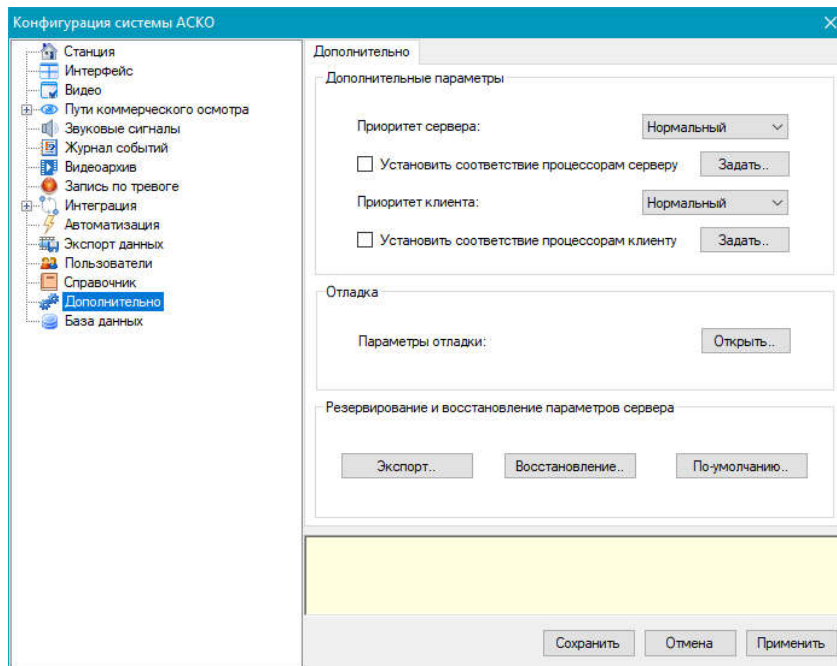 Конфигурация системы АСКО
Станция
Интерфейс
Видео
Пути коммерческого осмотра
Звуковые сигналы
Журнал событий
Видеоархив
Запись по тревоге
Интеграция
Автоматизация
Экспорт данных
Пользователи
Справочник
Дополнительно
База данных
Дополнительно
Дополнительные параметры
Приоритет сервера: Нормальный
Установить соответствие процессорам серверу Задать..
Приоритет клиента: Нормальный
Установить соответствие процессорам клиенту Задать..
Отладка
Параметры отладки: Открыть..
Резервирование и восстановление параметров сервера
Экспорт.. Восстановление.. По-умолчанию..
Сохранить Отмена Применить